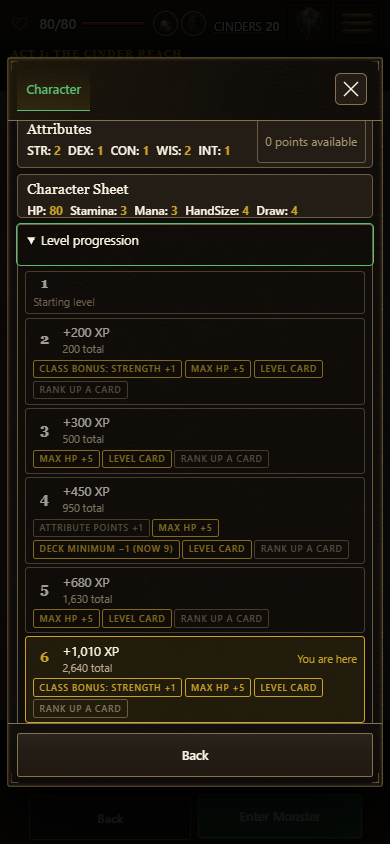 80/80 CINDERS 20
ACT I: THE CINDER REACH
Character
Attributes
STR: 2 DEX: 1 CON: 1 WIS: 2 INT: 1
0 points available
Character Sheet
HP: 80 Stamina: 3 Mana: 3 HandSize: 4 Draw: 4
▼ Level progression
1
Starting level
2 +200 XP
200 total
CLASS BONUS: STRENGTH +1 MAX HP +5 LEVEL CARD
RANK UP A CARD
3 +300 XP
500 total
MAX HP +5 LEVEL CARD RANK UP A CARD
4 +450 XP
950 total
ATTRIBUTE POINTS +1 MAX HP +5
DECK MINIMUM −1 (NOW 9) LEVEL CARD RANK UP A CARD
5 +680 XP
1,630 total
MAX HP +5 LEVEL CARD RANK UP A CARD
6 +1,010 XP You are here
2,640 total
CLASS BONUS: STRENGTH +1 MAX HP +5 LEVEL CARD
RANK UP A CARD
Back
Back Enter Monster